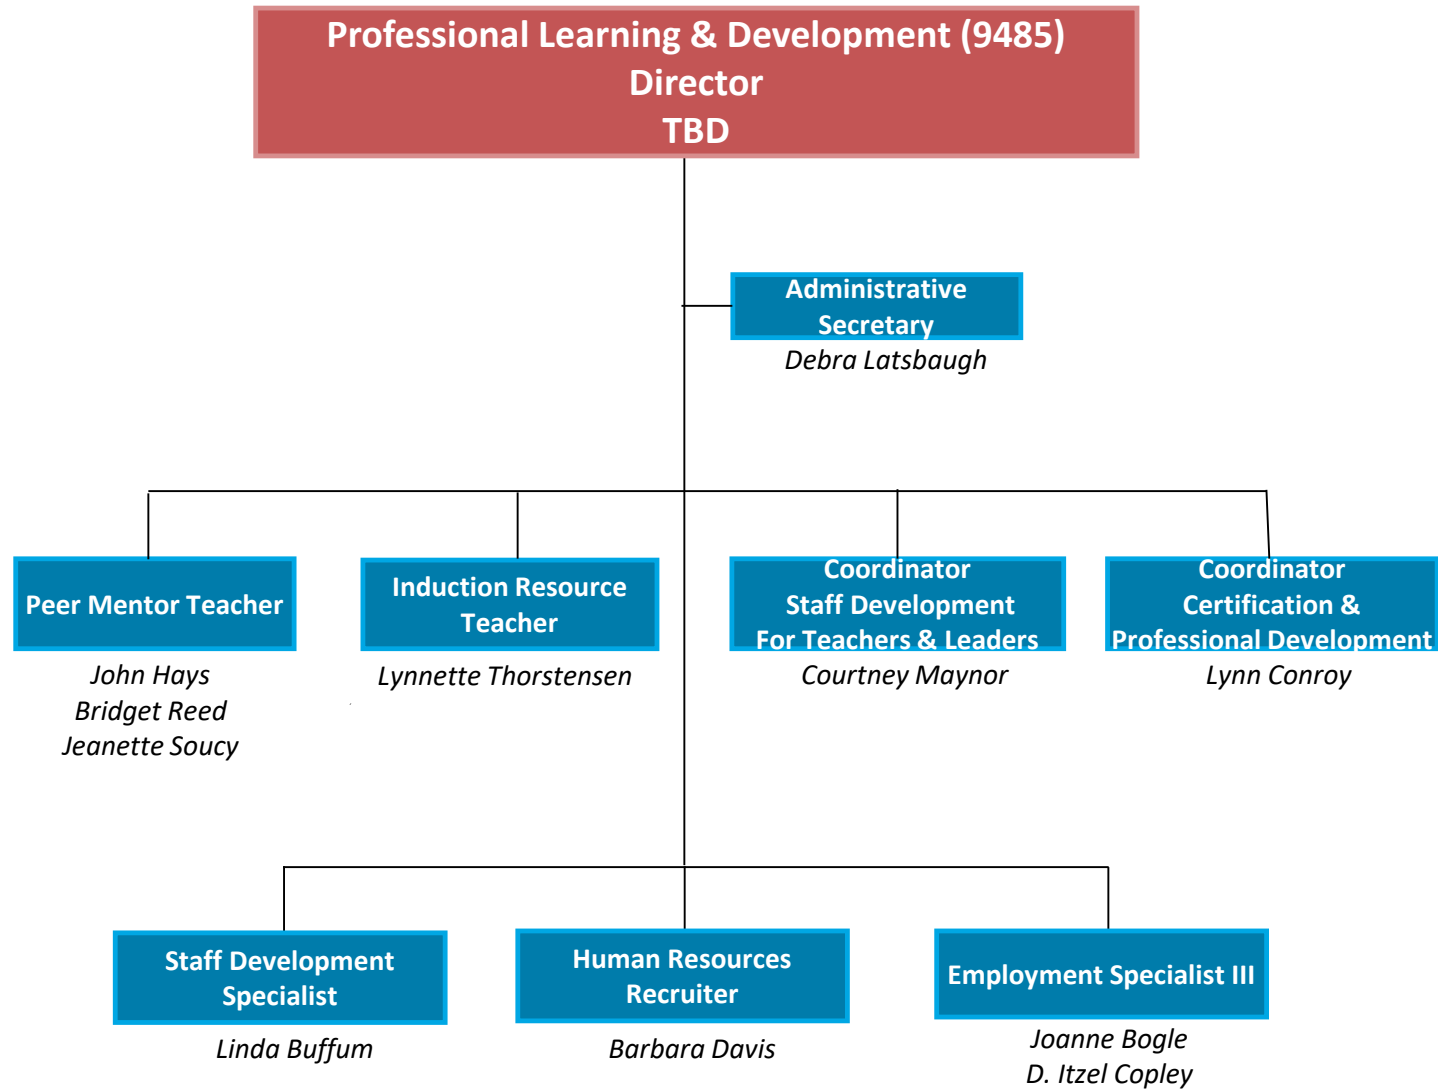 Professional Learning & Development (9485)
Director
TBD
Administrative
Secretary
Debra Latsbaugh
Peer Mentor Teacher
John Hays
Bridget Reed
Jeanette Soucy
Induction Resource
Teacher
Lynnette Thorstensen
Coordinator
Staff Development
For Teachers & Leaders
Courtney Maynor
Coordinator
Certification &
Professional Development
Lynn Conroy
Staff Development
Specialist
Linda Buffum
Human Resources
Recruiter
Barbara Davis
Employment Specialist III
Joanne Bogle
D. Itzel Copley